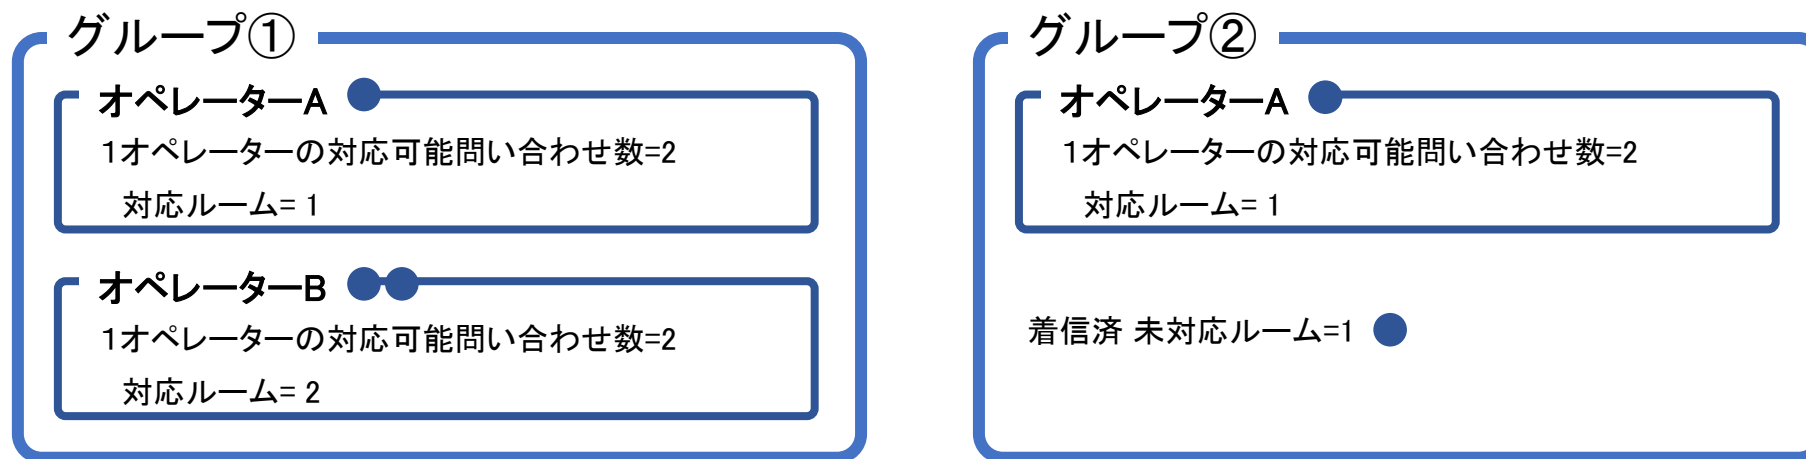 グループ①
オペレーターA
1オペレーターの対応可能問い合わせ数=2
対応ルーム= 1
オペレーターB
1オペレーターの対応可能問い合わせ数=2
対応ルーム= 2
グループ②
オペレーターA
1オペレーターの対応可能問い合わせ数=2
対応ルーム= 1
着信済 未対応ルーム=1